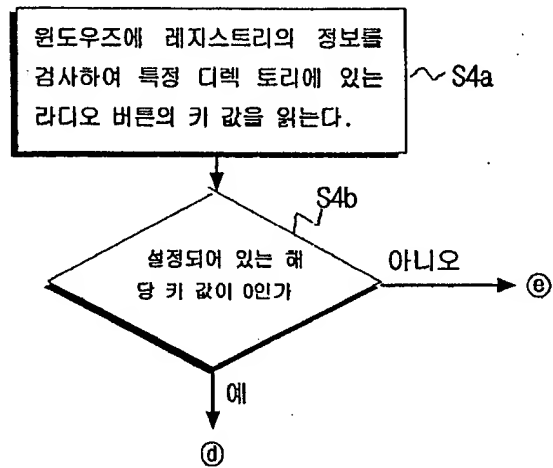 윈도우즈에 레지스트리의 정보를
검사하여 특정 디렉 토리에 있는
라디오 버튼의 키 값을 읽는다.
S4a
S4b
설정되어 있는 해
당 키 값이 0인가
아니오
ⓔ
예
ⓓ